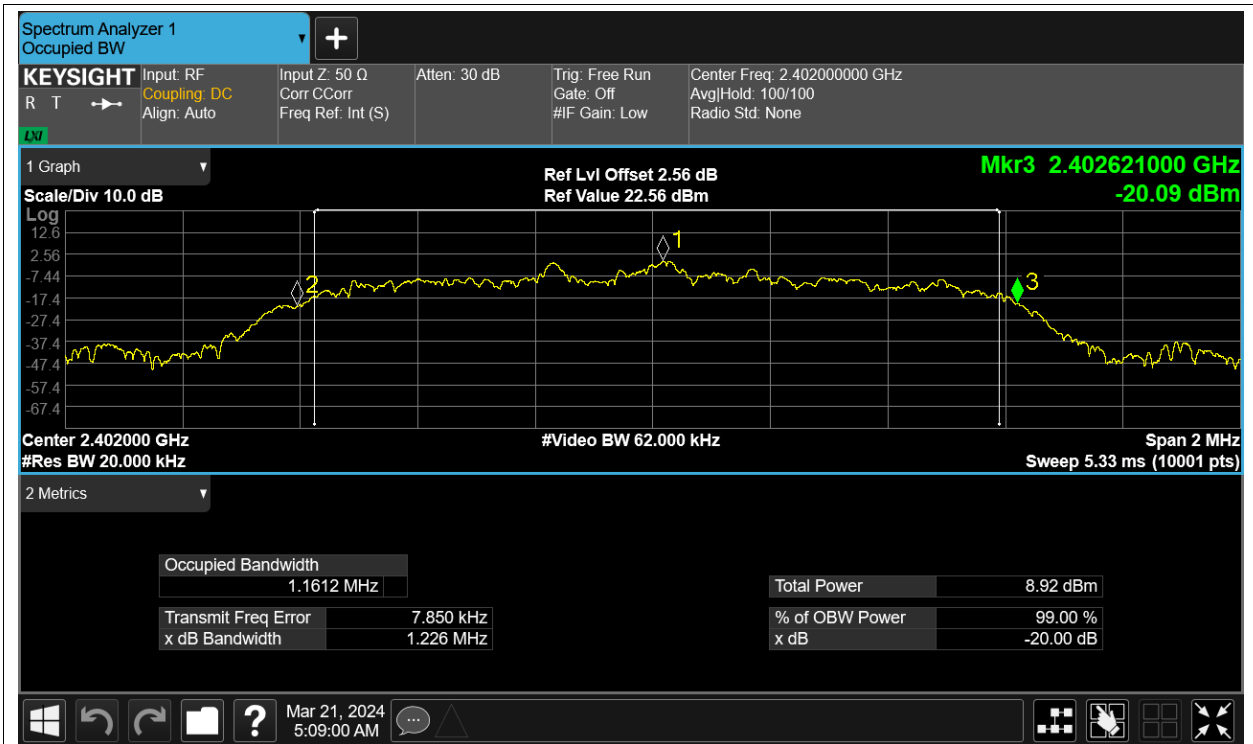 Spectrum Analyzer 1
Occupied BW
KEYSIGHT
R T
LXI
Input: RF
Coupling: DC
Align: Auto
Input Z: 50 Ω
Corr CCorr
Freq Ref: Int (S)
Atten: 30 dB
Trig: Free Run
Gate: Off
#IF Gain: Low
Center Freq: 2.402000000 GHz
Avg|Hold: 100/100
Radio Std: None
1 Graph
Scale/Div 10.0 dB
Ref Lvl Offset 2.56 dB
Ref Value 22.56 dBm
Mkr3 2.402621000 GHz
-20.09 dBm
Log
12.6
2.56
-7.44
-17.4
-27.4
-37.4
-47.4
-57.4
-67.4
1
2
3
Center 2.402000 GHz
#Res BW 20.000 kHz
#Video BW 62.000 kHz
Span 2 MHz
Sweep 5.33 ms (10001 pts)
2 Metrics
Occupied Bandwidth
1.1612 MHz
Transmit Freq Error 7.850 kHz
x dB Bandwidth 1.226 MHz
Total Power 8.92 dBm
% of OBW Power 99.00 %
x dB -20.00 dB
?
Mar 21, 2024
5:09:00 AM